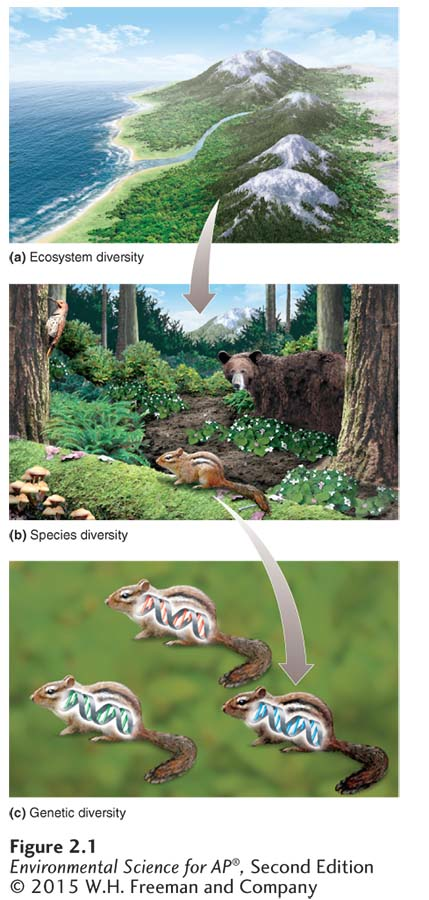 (a) Ecosystem diversity
(b) Species diversity
(c) Genetic diversity
Figure 2.1
Environmental Science for AP®, Second Edition
© 2015 W.H. Freeman and Company